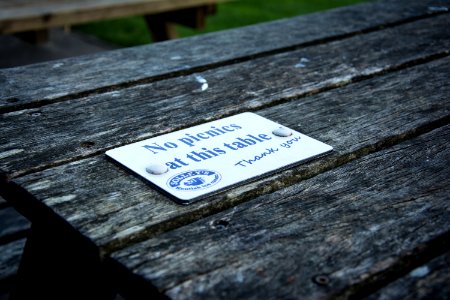 No picnics
at this table
Thank you